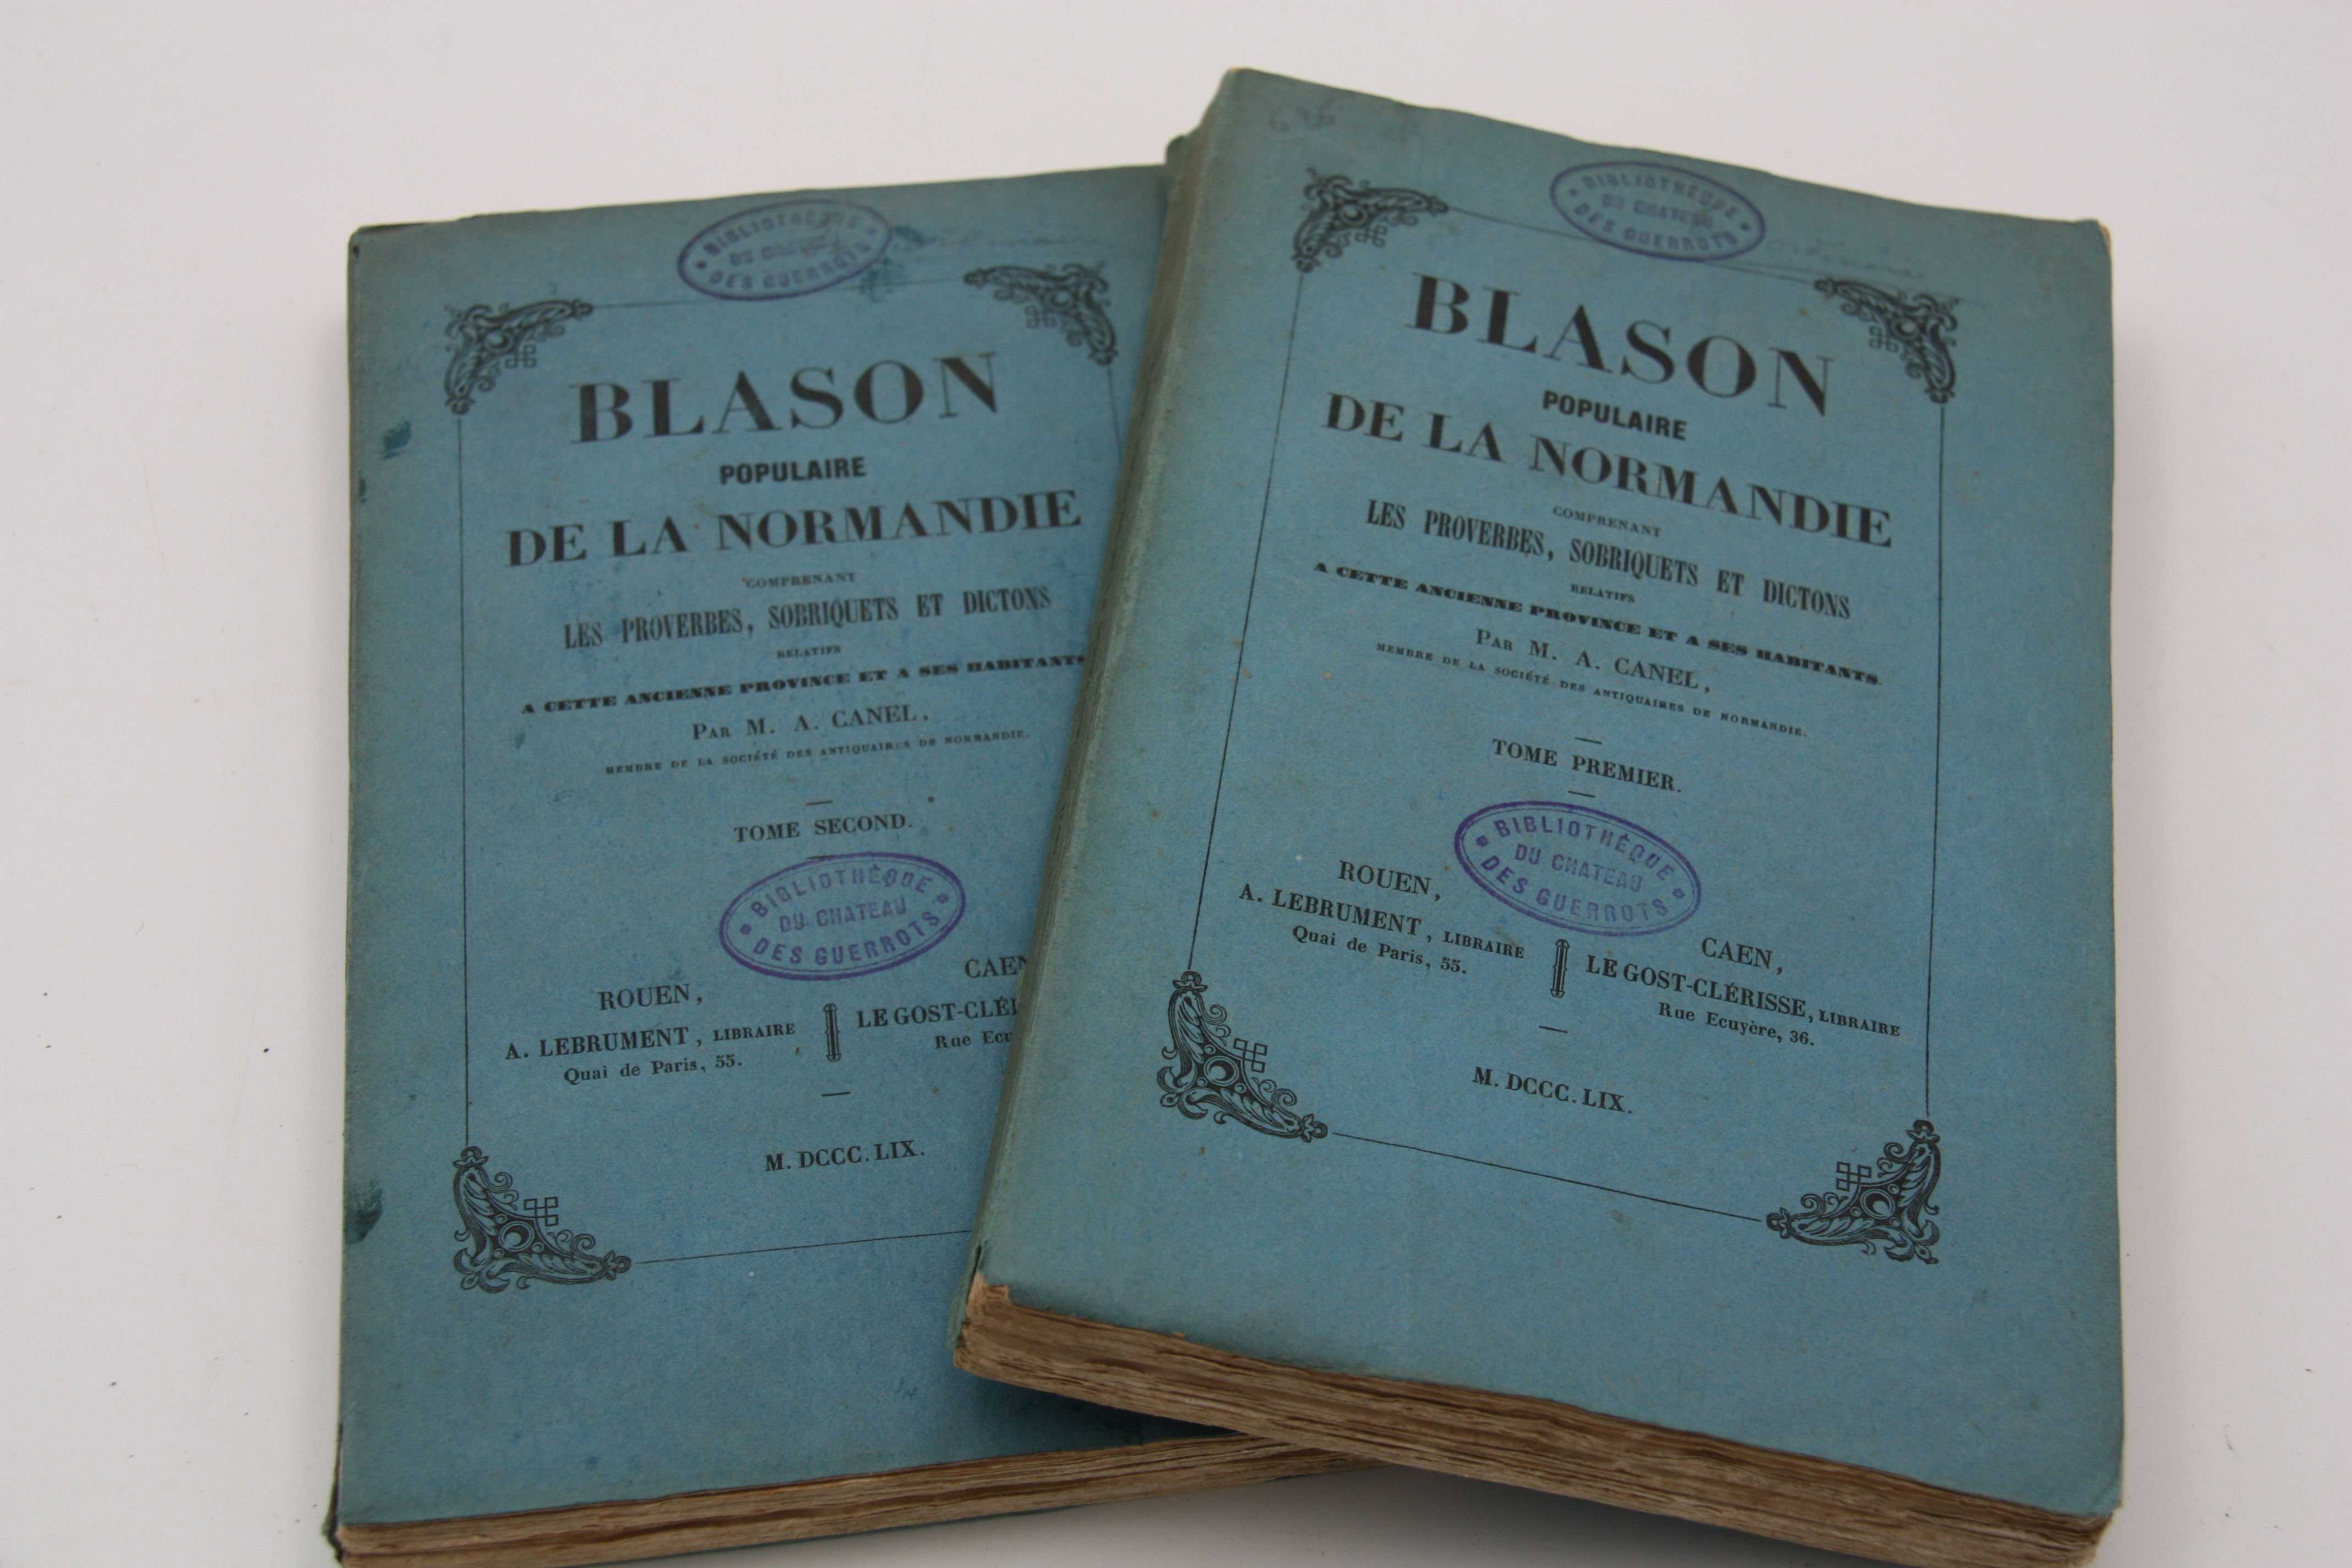 BIBLIOTHÈQUE
DU CHATEAU
DES GUERROTS
BLASON
POPULAIRE
DE LA NORMANDIE
COMPRENANT
LES PROVERBES, SOBRIQUETS ET DICTONS
RELATIFS
A CETTE ANCIENNE PROVINCE ET A SES HABITANTS
PAR M. A. CANEL,
MEMBRE DE LA SOCIÉTÉ DES ANTIQUAIRES DE NORMANDIE.
TOME SECOND.
BIBLIOTHÈQUE
DU CHATEAU
DES GUERROTS
ROUEN,
A. LEBRUMENT, LIBRAIRE
Quai de Paris, 55.
CAEN
LE GOST-CLÉ
Rue Ecu
M. DCCC. LIX.
BIBLIOTHÈQUE
DU CHATEAU
DES GUERROTS
BLASON
POPULAIRE
DE LA NORMANDIE
COMPRENANT
LES PROVERBES, SOBRIQUETS ET DICTONS
RELATIFS
A CETTE ANCIENNE PROVINCE ET A SES HABITANTS
PAR M. A. CANEL,
MEMBRE DE LA SOCIÉTÉ DES ANTIQUAIRES DE NORMANDIE.
TOME PREMIER.
BIBLIOTHÈQUE
DU CHATEAU
DES GUERROTS
ROUEN,
A. LEBRUMENT, LIBRAIRE
Quai de Paris, 55.
CAEN,
LE GOST-CLÉRISSE, LIBRAIRE
Rue Ecuyère, 36.
M. DCCC. LIX.